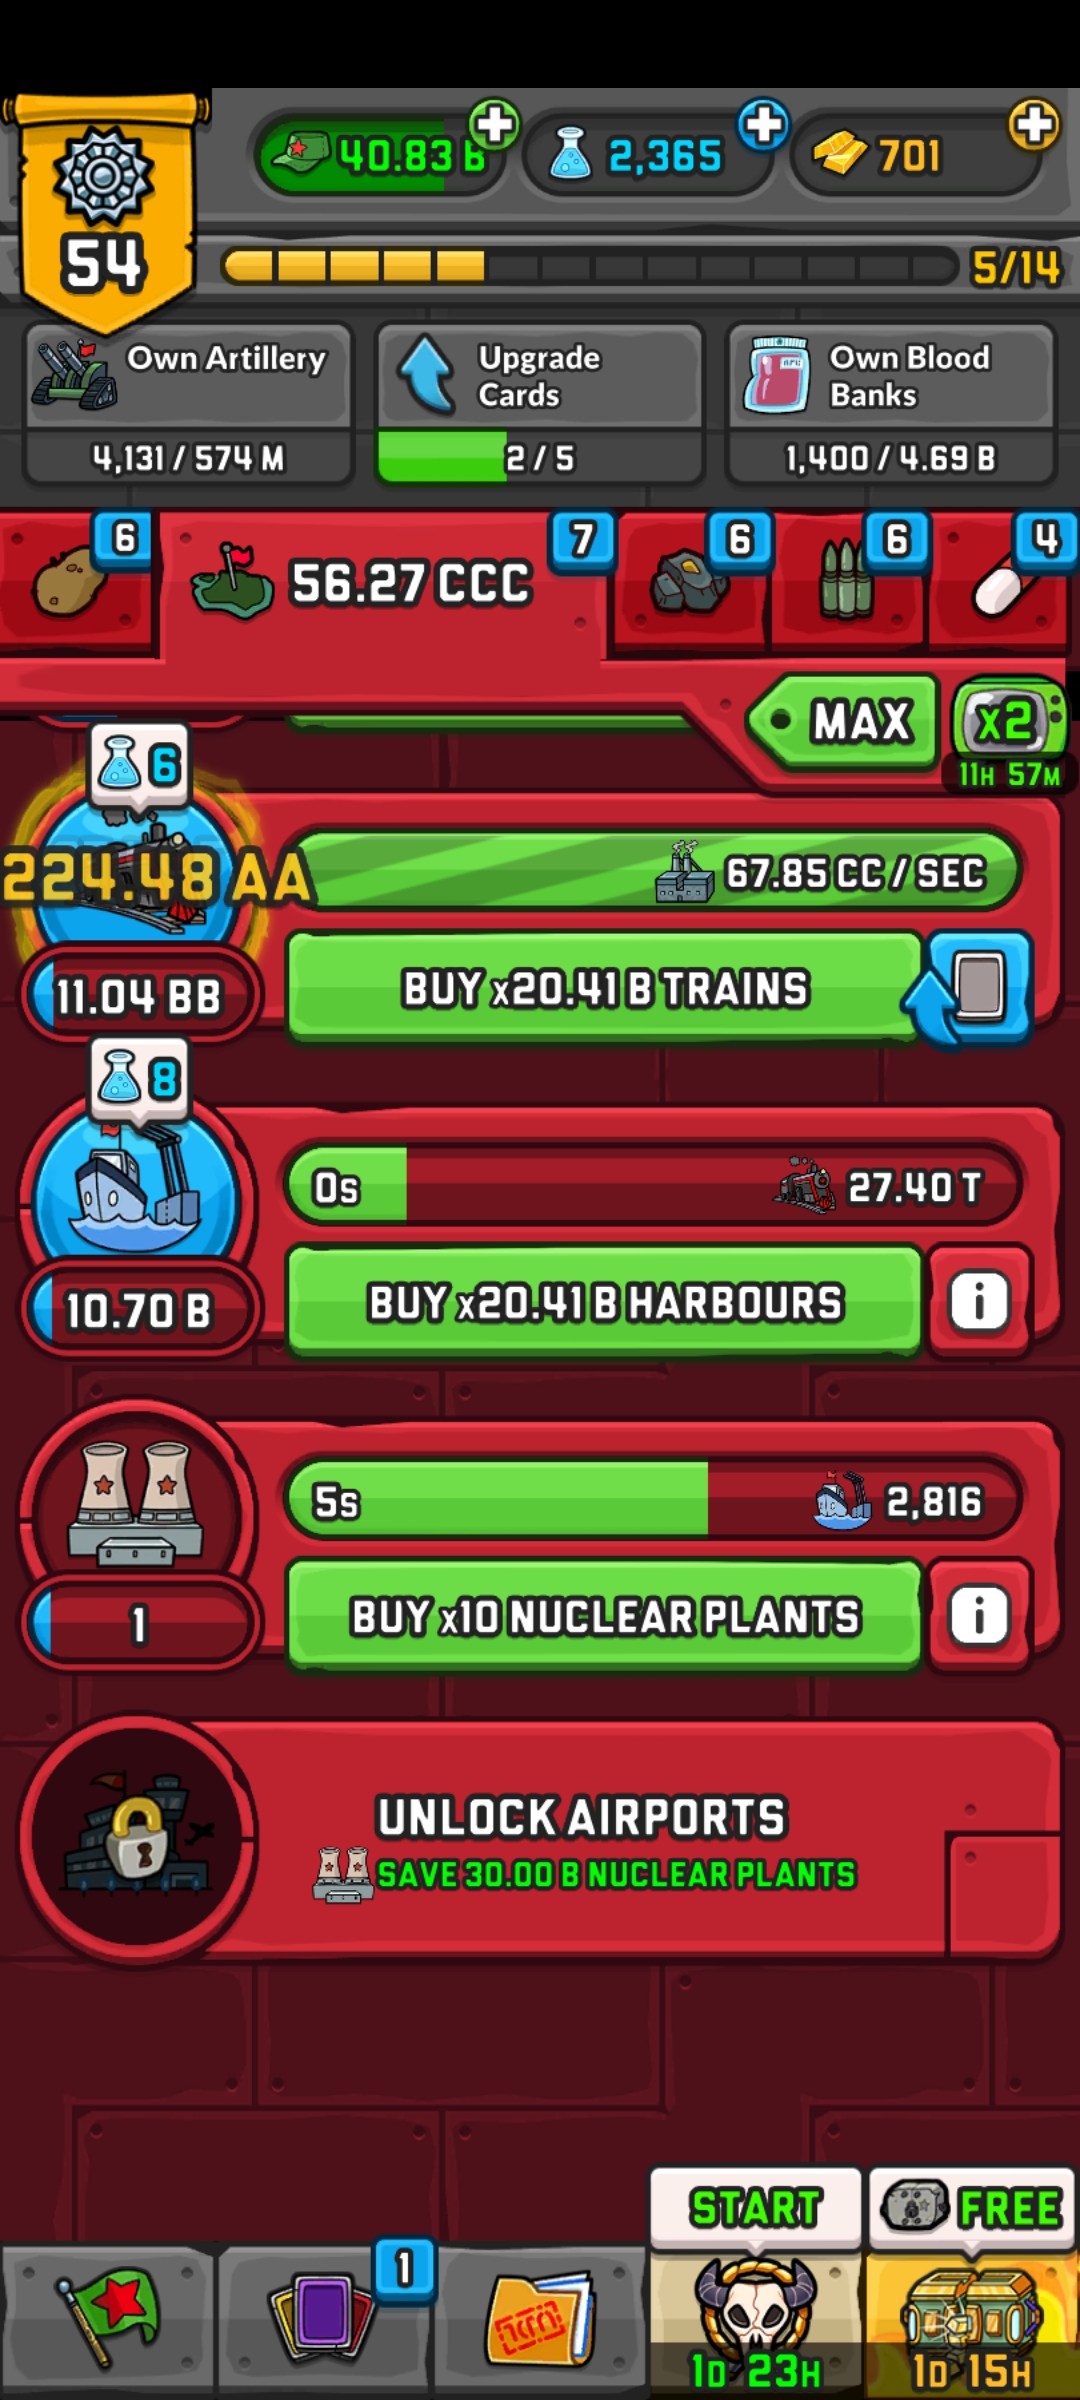 40.83 B
2,365
701
54
5/14
Own Artillery
4,131 / 574 M
Upgrade
Cards
2 / 5
Own Blood
Banks
1,400 / 4.69 B
6
56.27 CCC
7
6
6
4
MAX
x2
11H 57M
6
224.48 AA
67.85 CC / SEC
11.04 BB
BUY x20.41 B TRAINS
8
0s
27.40 T
10.70 B
BUY x20.41 B HARBOURS
i
5s
2,816
1
BUY x10 NUCLEAR PLANTS
i
UNLOCK AIRPORTS
SAVE 30.00 B NUCLEAR PLANTS
START
FREE
1
1D 23H
1D 15H